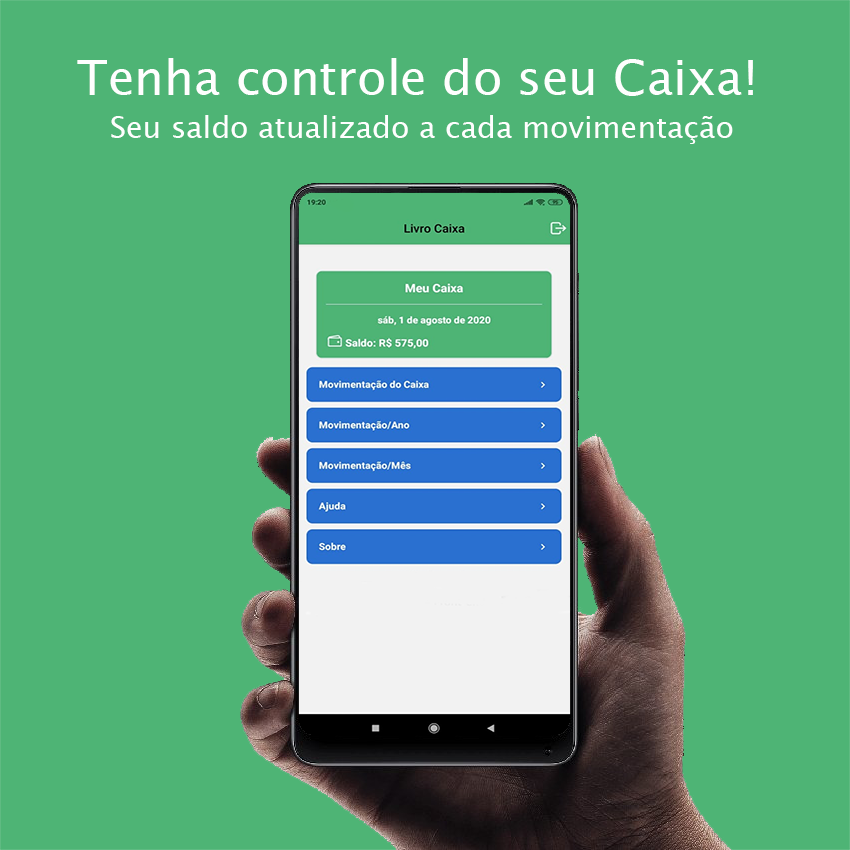 Tenha controle do seu Caixa!
Seu saldo atualizado a cada movimentação
19:20
Livro Caixa
Meu Caixa
sáb, 1 de agosto de 2020
Saldo: R$ 575,00
Movimentação do Caixa
Movimentação/Ano
Movimentação/Mês
Ajuda
Sobre